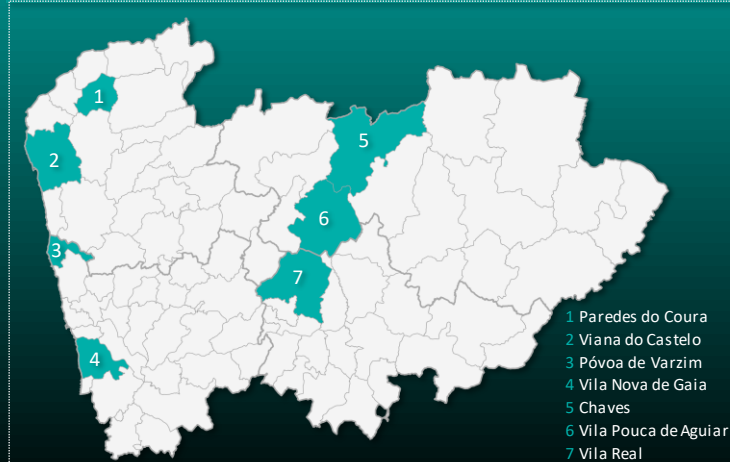 1
2
3
4
5
6
7
1 Paredes do Coura
2 Viana do Castelo
3 Póvoa de Varzim
4 Vila Nova de Gaia
5 Chaves
6 Vila Pouca de Aguiar
7 Vila Real